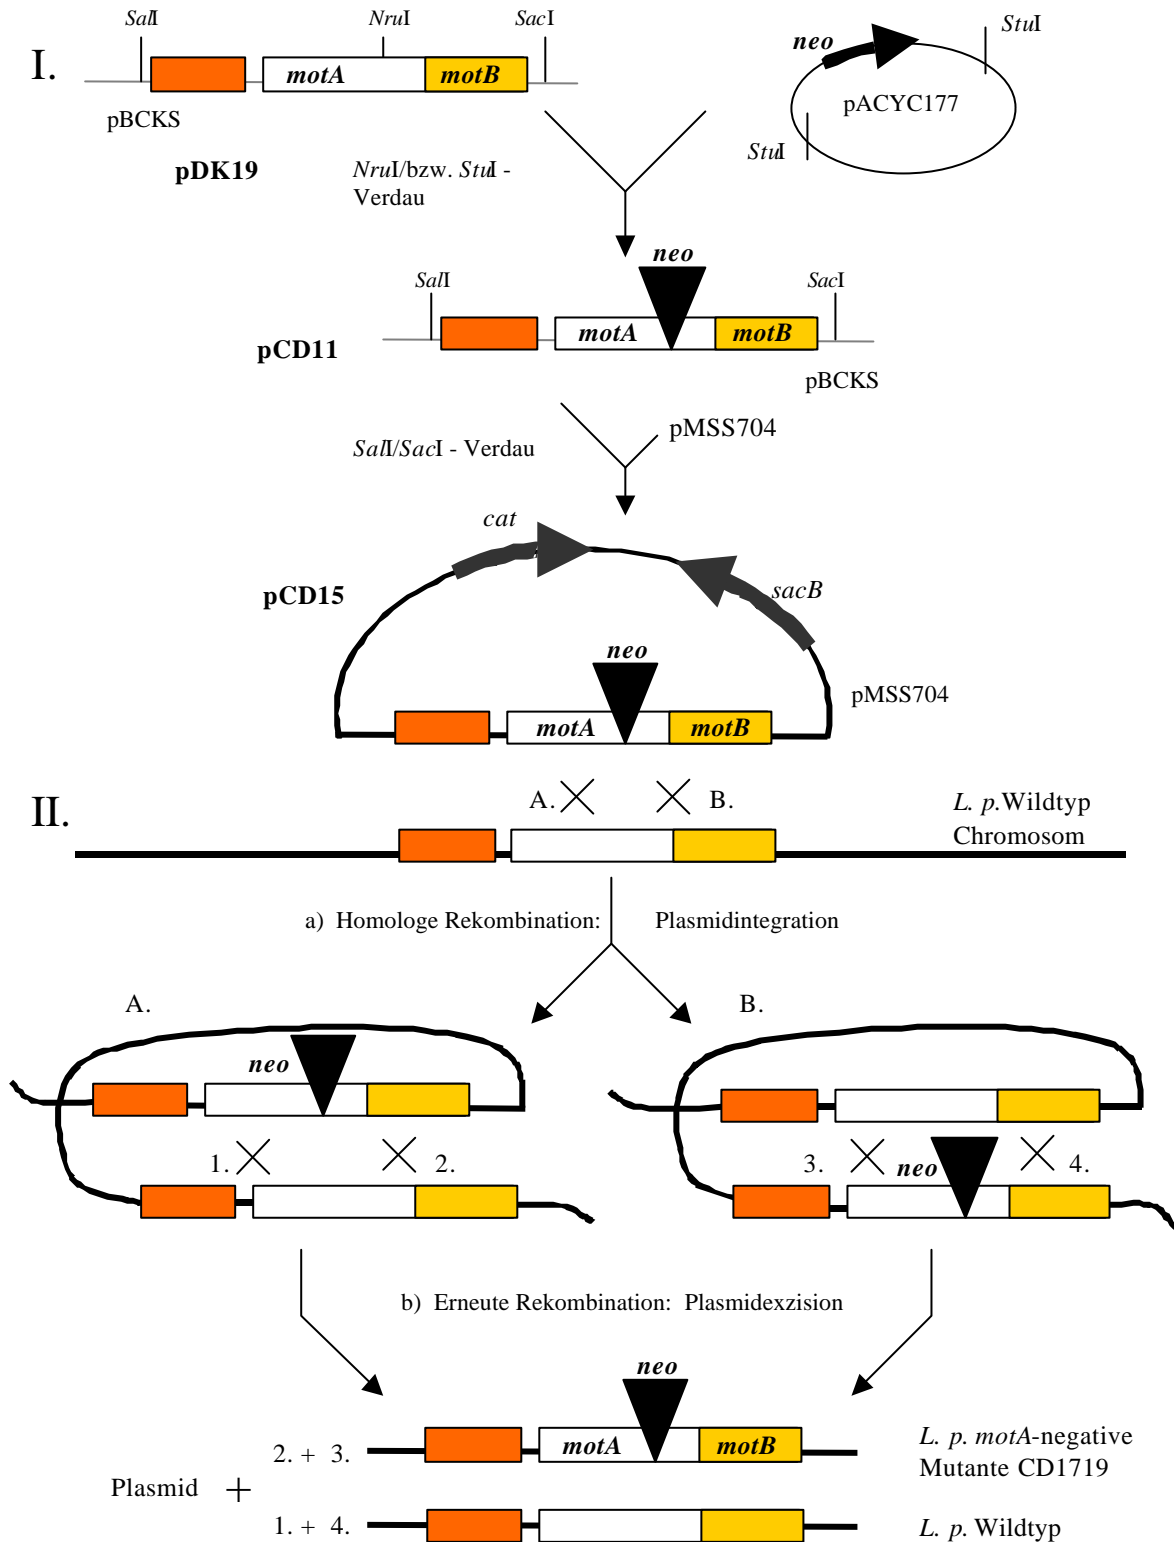 SalI
NruI
SacI
I.
motA
motB
pBCKS
pDK19
neo
StuI
pACYC177
StuI
NruI/bzw. StuI -
Verdau
neo
SalI
SacI
motA
motB
pCD11
pBCKS
pMSS704
SalI/SacI - Verdau
cat
pCD15
sacB
neo
pMSS704
motA
motB
II.
A.
B.
L. p.Wildtyp
Chromosom
a) Homologe Rekombination: Plasmidintegration
A.
B.
neo
1.
2.
3.
neo
4.
b) Erneute Rekombination: Plasmidexzision
neo
2. + 3.
motA
motB
L. p. motA-negative
Mutante CD1719
Plasmid +
1. + 4.
L. p. Wildtyp